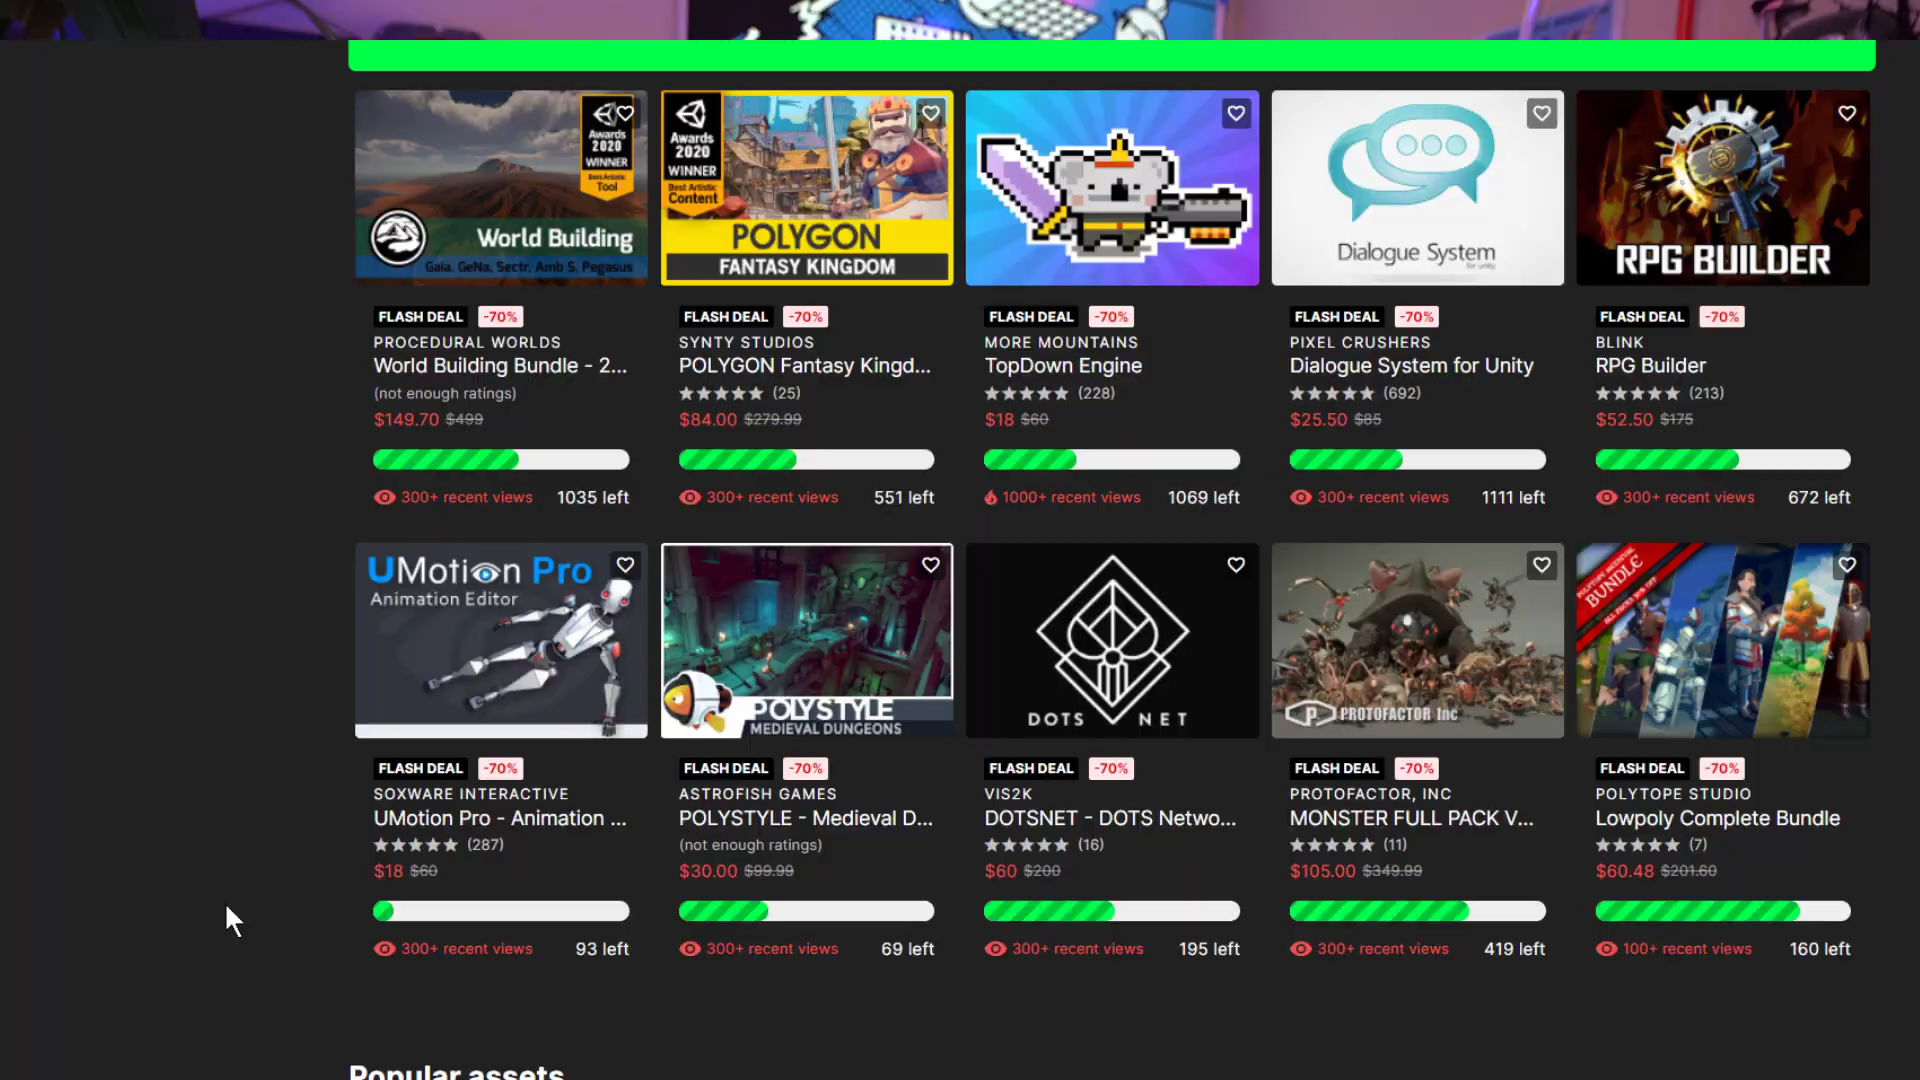 Awards
2020
WINNER
Best Artistic
Tool
World Building
Gaia, GeNa, Sectr, Amb 5, Pegasus
Awards
2020
WINNER
Best Artistic
Content
POLYGON
FANTASY KINGDOM
Dialogue System
for unity
RPG BUILDER
FLASH DEAL -70%
PROCEDURAL WORLDS
World Building Bundle - 2...
(not enough ratings)
$149.70 $499
300+ recent views 1035 left
FLASH DEAL -70%
SYNTY STUDIOS
POLYGON Fantasy Kingd...
(25)
$84.00 $279.99
300+ recent views 551 left
FLASH DEAL -70%
MORE MOUNTAINS
TopDown Engine
(228)
$18 $60
1000+ recent views 1069 left
FLASH DEAL -70%
PIXEL CRUSHERS
Dialogue System for Unity
(692)
$25.50 $85
300+ recent views 1111 left
FLASH DEAL -70%
BLINK
RPG Builder
(213)
$52.50 $175
300+ recent views 672 left
UMotion Pro
Animation Editor
POLYSTYLE
MEDIEVAL DUNGEONS
DOTS NET
PROTOFACTOR Inc
BUNDLE
FLASH DEAL -70%
SOXWARE INTERACTIVE
UMotion Pro - Animation ...
(287)
$18 $60
300+ recent views 93 left
FLASH DEAL -70%
ASTROFISH GAMES
POLYSTYLE - Medieval D...
(not enough ratings)
$30.00 $99.99
300+ recent views 69 left
FLASH DEAL -70%
VIS2K
DOTSNET - DOTS Netwo...
(16)
$60 $200
300+ recent views 195 left
FLASH DEAL -70%
PROTOFACTOR, INC
MONSTER FULL PACK V...
(11)
$105.00 $349.99
300+ recent views 419 left
FLASH DEAL -70%
POLYTOPE STUDIO
Lowpoly Complete Bundle
(7)
$60.48 $201.60
100+ recent views 160 left
Popular assets